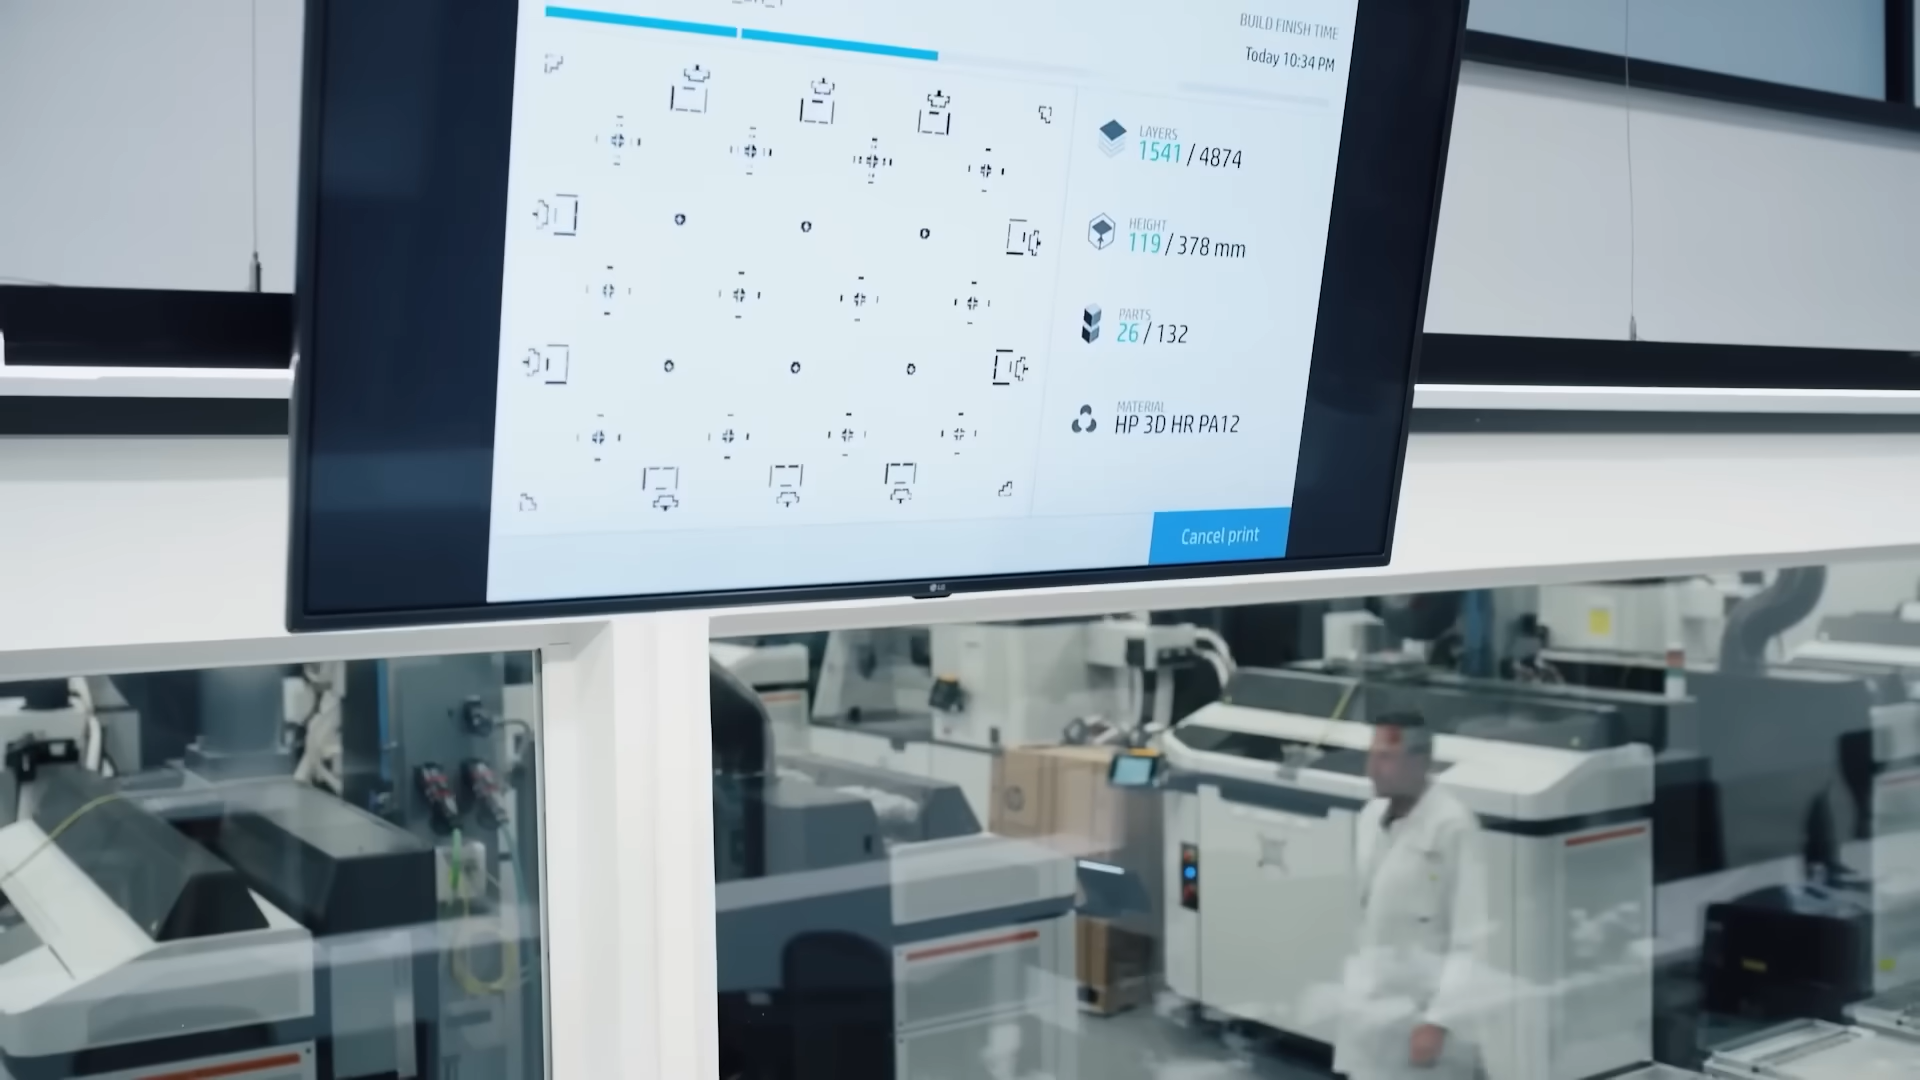 BUILD FINISH TIME
Today 10:34 PM
LAYERS
1541 / 4874
HEIGHT
119 / 378 mm
PARTS
26 / 132
MATERIAL
HP 3D HR PA12
Cancel print
LG